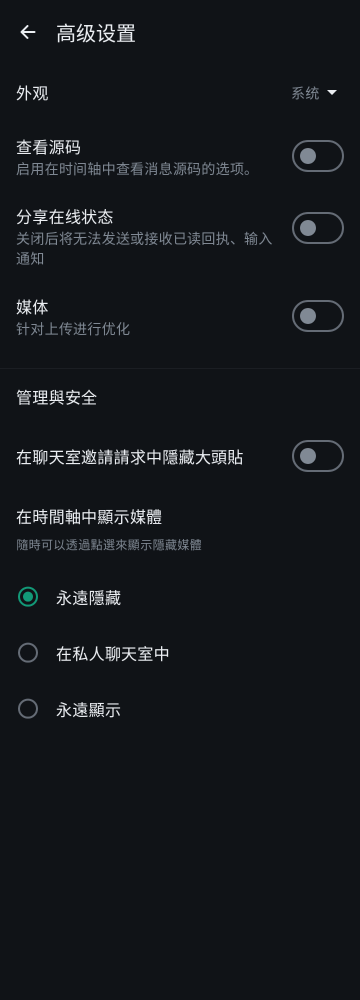 高级设置
外观
系统
查看源码
启用在时间轴中查看消息源码的选项。
分享在线状态
关闭后将无法发送或接收已读回执、输入
通知
媒体
针对上传进行优化
管理與安全
在聊天室邀請請求中隱藏大頭貼
在時間軸中顯示媒體
隨時可以透過點選來顯示隱藏媒體
永遠隱藏
在私人聊天室中
永遠顯示